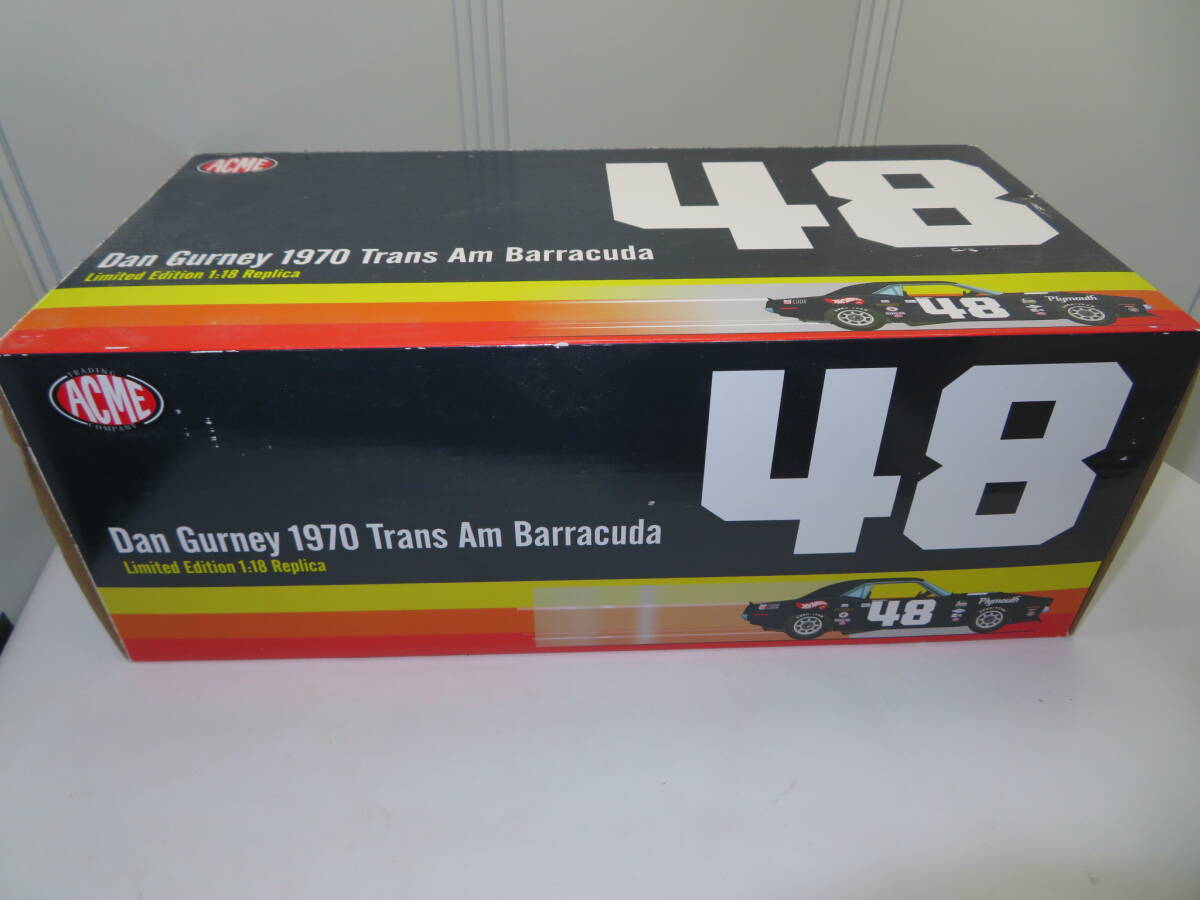 ACME
48
Dan Gurney 1970 Trans Am Barracuda
Limited Edition 1:18 Replica
CUDA
48
Plymouth
TRADING
ACME
COMPANY
48
Dan Gurney 1970 Trans Am Barracuda
Limited Edition 1:18 Replica
48
Plymouth